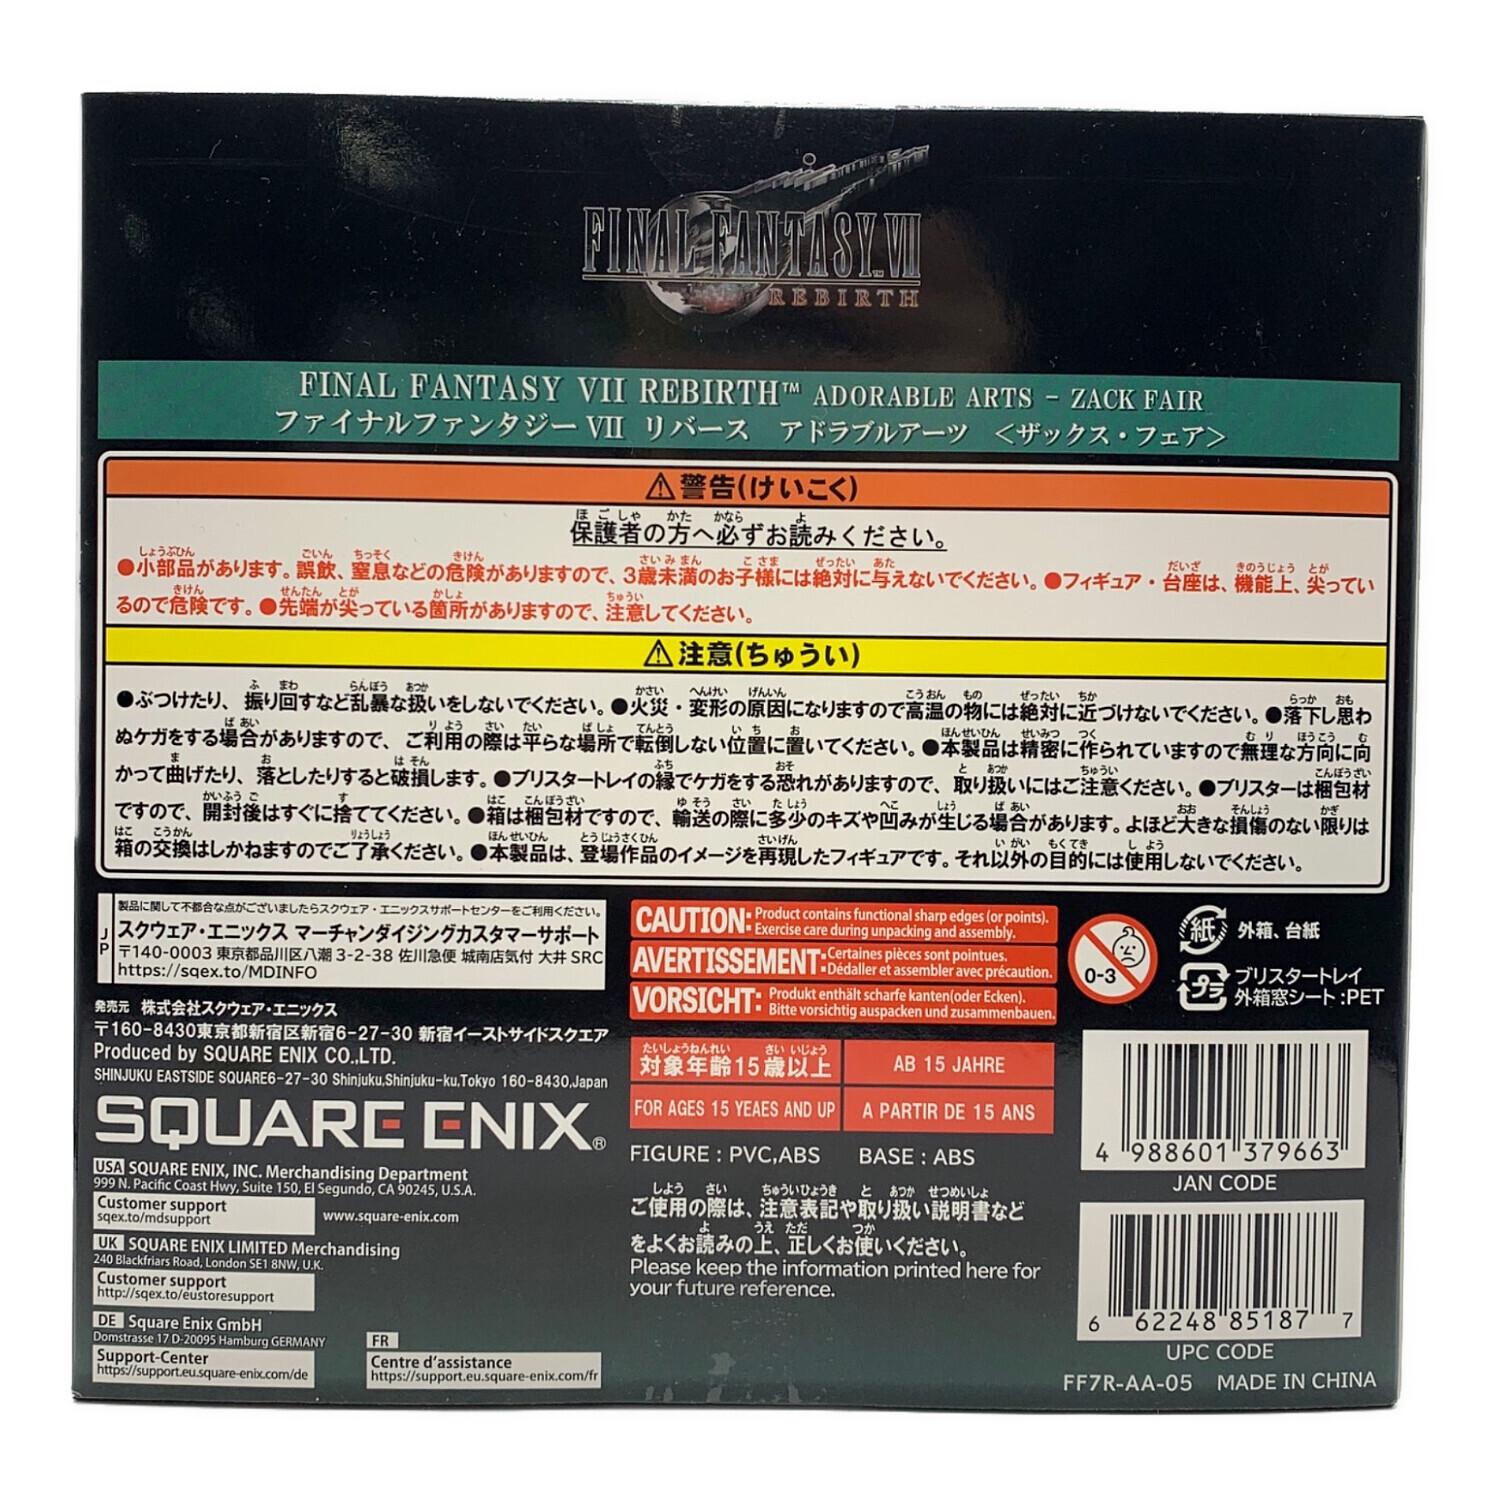 FINAL FANTASY VII
REBIRTH
FINAL FANTASY VII REBIRTH™ ADORABLE ARTS - ZACK FAIR
ファイナルファンタジーVII リバース アドラブルアーツ ＜ザックス・フェア＞
⚠警告(けいこく)
保護者の方へ必ずお読みください。
●小部品があります。誤飲、窒息などの危険がありますので、3歳未満のお子様には絶対に与えないでください。●フィギュア・台座は、機能上、尖ってい
るので危険です。●先端が尖っている箇所がありますので、注意してください。
⚠注意(ちゅうい)
●ぶつけたり、振り回すなど乱暴な扱いをしないでください。●火災・変形の原因になりますので高温の物には絶対に近づけないでください。●落下し思わ
ぬケガをする場合がありますので、ご利用の際は平らな場所で転倒しない位置に置いてください。●本製品は精密に作られていますので無理な方向に向
かって曲げたり、落としたりすると破損します。●ブリスタートレイの縁でケガをする恐れがありますので、取り扱いにはご注意ください。●ブリスターは梱包材
ですので、開封後はすぐに捨ててください。●箱は梱包材ですので、輸送の際に多少のキズや凹みが生じる場合があります。よほど大きな損傷のない限りは
箱の交換はしかねますのでご了承ください。●本製品は、登場作品のイメージを再現したフィギュアです。それ以外の目的には使用しないでください。
JP
製品に関して不都合な点がございましたらスクウェア・エニックスサポートセンターをご利用ください。
スクウェア・エニックス マーチャンダイジングカスタマーサポート
〒140-0003 東京都品川区八潮 3-2-38 佐川急便 城南店気付 大井 SRC
https://sqex.to/MDINFO
発売元 株式会社スクウェア・エニックス
〒160-8430東京都新宿区新宿6-27-30 新宿イーストサイドスクエア
Produced by SQUARE ENIX CO.,LTD.
SHINJUKU EASTSIDE SQUARE6-27-30 Shinjuku,Shinjuku-ku,Tokyo 160-8430,Japan
SQUARE ENIX®
USA SQUARE ENIX, INC. Merchandising Department
999 N. Pacific Coast Hwy, Suite 150, El Segundo, CA 90245, U.S.A.
Customer support
sqex.to/mdsupport
www.square-enix.com
UK SQUARE ENIX LIMITED Merchandising
240 Blackfriars Road, London SE1 8NW, U.K.
Customer support
http://sqex.to/eustoresupport
DE Square Enix GmbH
Domstrasse 17 D-20095 Hamburg GERMANY
Support-Center
https://support.eu.square-enix.com/de
FR
Centre d'assistance
https://support.eu.square-enix.com/fr
CAUTION: Product contains functional sharp edges (or points).
Exercise care during unpacking and assembly.
AVERTISSEMENT: Certaines pièces sont pointues.
Dédaller et assembler avec précaution.
VORSICHT: Produkt enthält scharfe kanten(oder Ecken).
Bitte vorsichtig auspacken und zusammenbauen.
対象年齢15歳以上
AB 15 JAHRE
FOR AGES 15 YEAES AND UP
A PARTIR DE 15 ANS
FIGURE : PVC,ABS BASE : ABS
ご使用の際は、注意表記や取り扱い説明書など
をよくお読みの上、正しくお使いください。
Please keep the information printed here for
your future reference.
0-3
紙 外箱、台紙
プラ ブリスタートレイ
外箱窓シート:PET
4 988601 379663
JAN CODE
6 62248 85187 7
UPC CODE
FF7R-AA-05 MADE IN CHINA